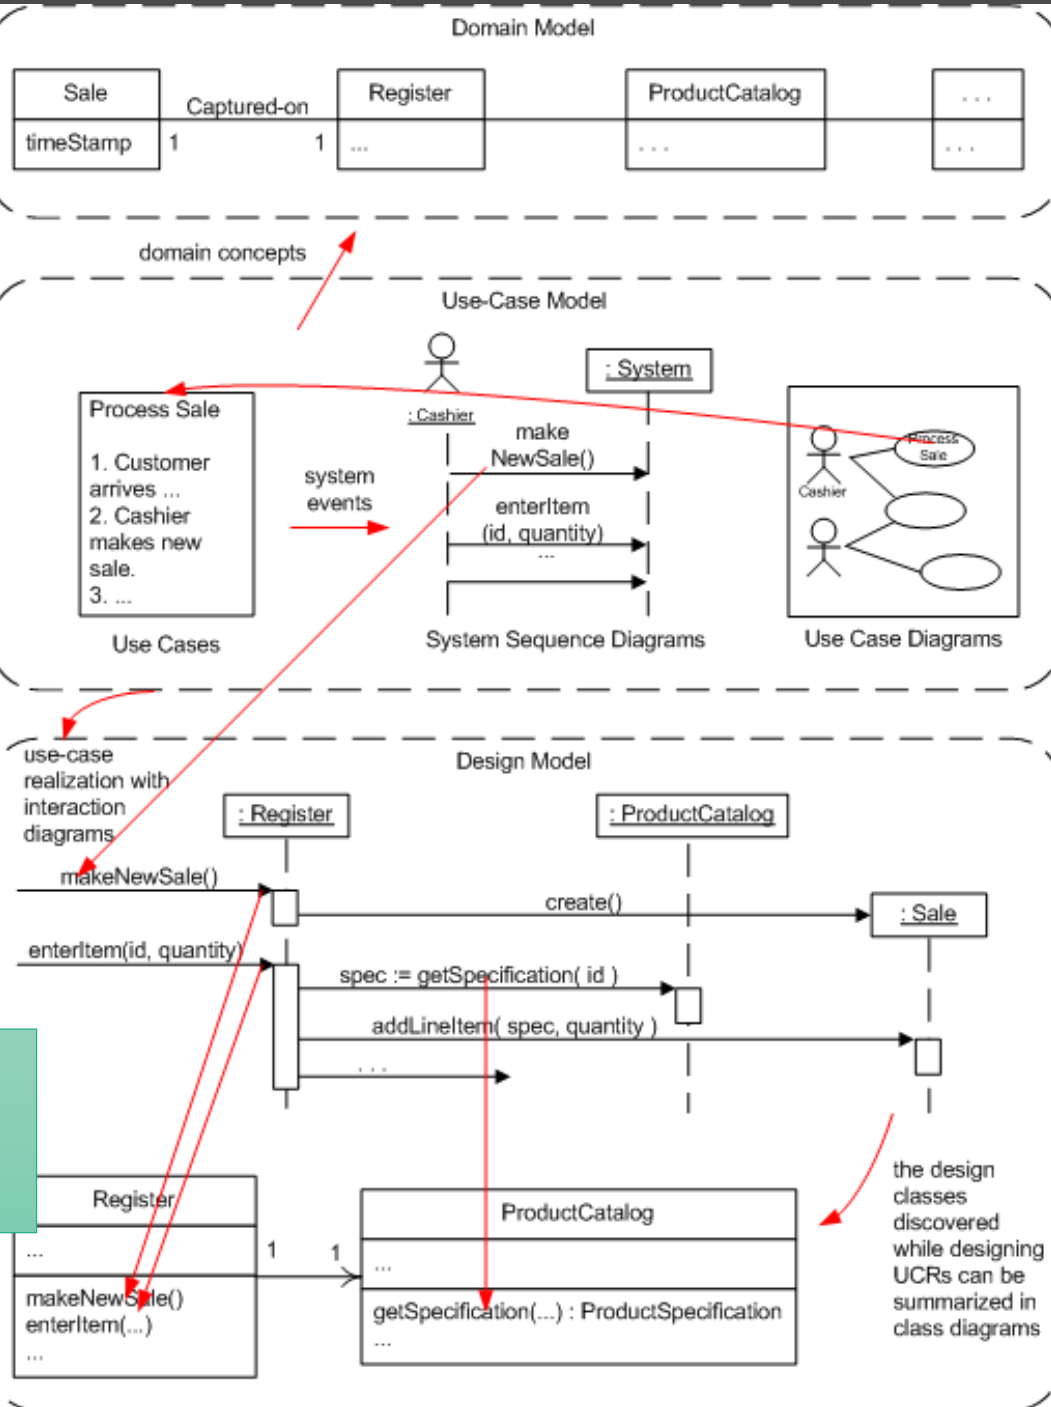 Domain Model
Sale
Captured-on
Register
ProductCatalog
. . .
timeStamp
1
1
...
. . .
. . .
domain concepts
Use-Case Model
Process Sale
1. Customer
arrives ...
2. Cashier
makes new
sale.
3. ...
Use Cases
system
events
: Cashier
: System
make
NewSale()
enterItem
(id, quantity)
...
System Sequence Diagrams
Process
Sale
Cashier
Use Case Diagrams
use-case
realization with
interaction
diagrams
Design Model
: Register
: ProductCatalog
makeNewSale()
create()
: Sale
enterItem(id, quantity)
spec := getSpecification( id )
addLineItem( spec, quantity )
. . .
Register
...
makeNewSale()
enterItem(...)
...
1
1
ProductCatalog
...
getSpecification(...) : ProductSpecification
...
the design
classes
discovered
while designing
UCRs can be
summarized in
class diagrams